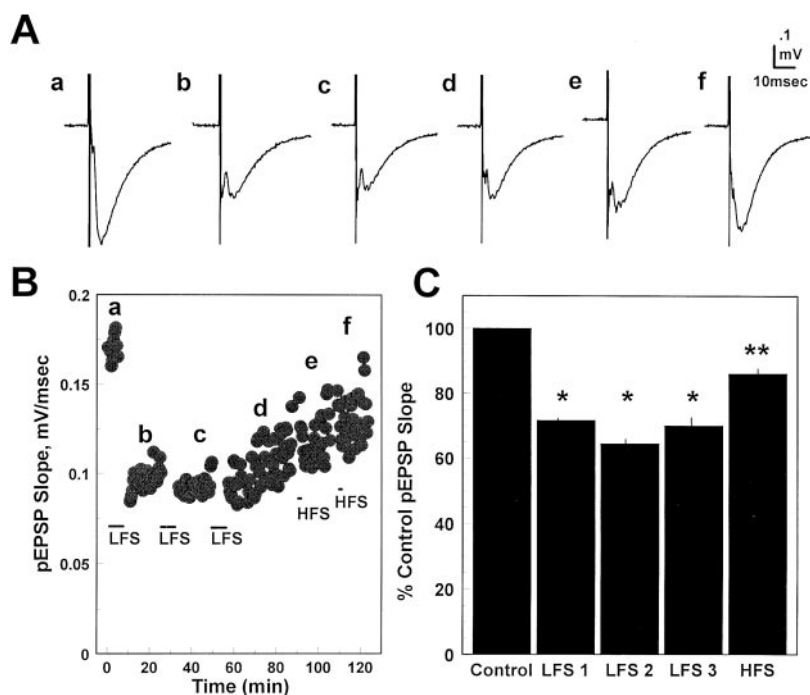 A
.1
mV
10msec
a
b
c
d
e
f
B
pEPSP Slope, mV/msec
0.2
0.15
0.1
0.05
0
a
b
c
d
e
f
LFS
LFS
LFS
HFS
HFS
0 20 40 60 80 100 120
Time (min)
C
% Control pEPSP Slope
100
80
60
40
20
0
*
*
*
**
Control LFS 1 LFS 2 LFS 3 HFS